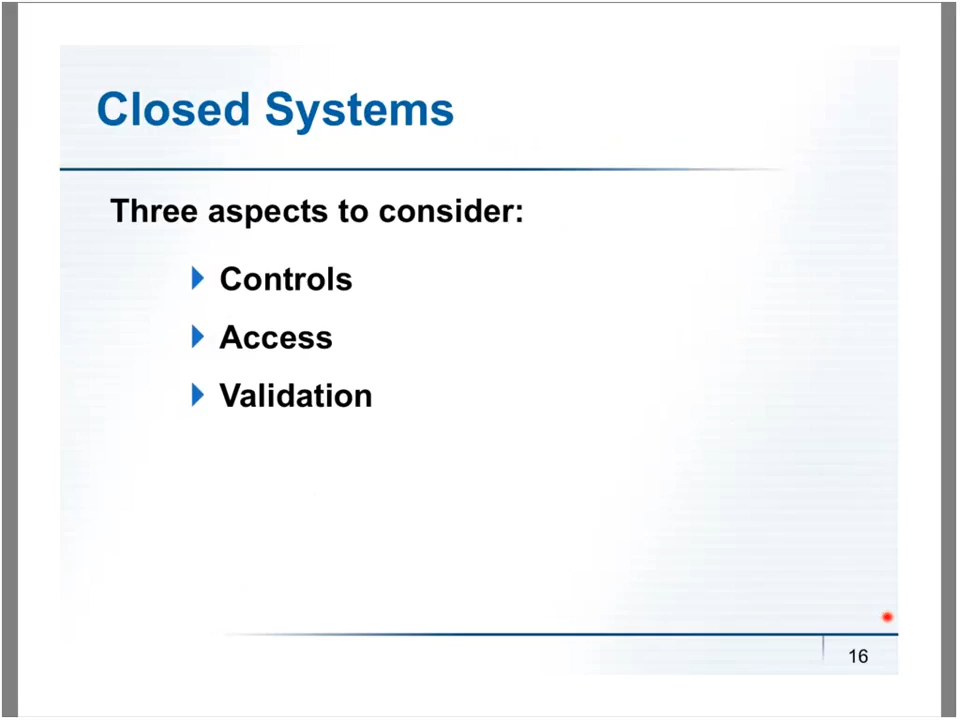 Closed Systems
Three aspects to consider:
Controls
Access
Validation
16